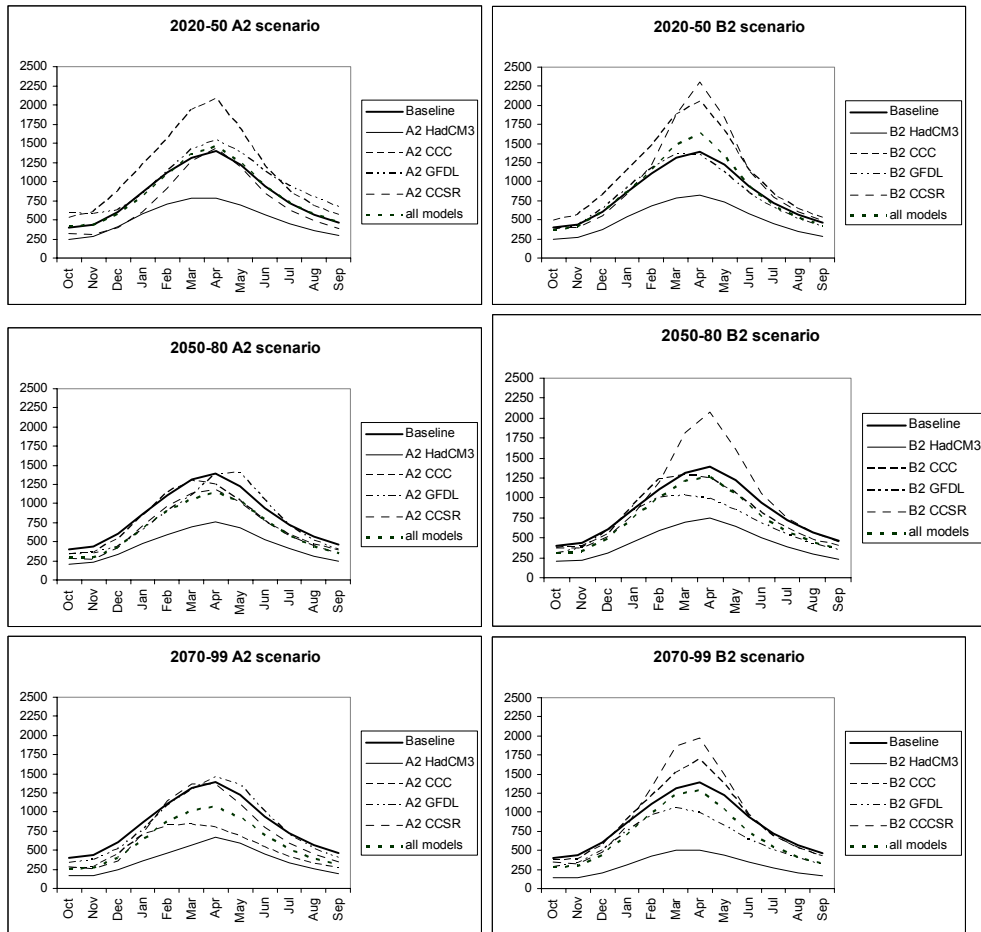 2020-50 A2 scenario
2500
2250
2000
1750
1500
1250
1000
750
500
250
0
Oct
Nov
Dec
Jan
Feb
Mar
Apr
May
Jun
Jul
Aug
Sep
Baseline
A2 HadCM3
A2 CCC
A2 GFDL
A2 CCSR
all models
2020-50 B2 scenario
2500
2250
2000
1750
1500
1250
1000
750
500
250
0
Oct
Nov
Dec
Jan
Feb
Mar
Apr
May
Jun
Jul
Aug
Sep
Baseline
B2 HadCM3
B2 CCC
B2 GFDL
B2 CCSR
all models
2050-80 A2 scenario
2500
2250
2000
1750
1500
1250
1000
750
500
250
0
Oct
Nov
Dec
Jan
Feb
Mar
Apr
May
Jun
Jul
Aug
Sep
Baseline
A2 HadCM3
A2 CCC
A2 GFDL
A2 CCSR
all models
2050-80 B2 scenario
2500
2250
2000
1750
1500
1250
1000
750
500
250
0
Oct
Nov
Dec
Jan
Feb
Mar
Apr
May
Jun
Jul
Aug
Sep
Baseline
B2 HadCM3
B2 CCC
B2 GFDL
B2 CCSR
all models
2070-99 A2 scenario
2500
2250
2000
1750
1500
1250
1000
750
500
250
0
Oct
Nov
Dec
Jan
Feb
Mar
Apr
May
Jun
Jul
Aug
Sep
Baseline
A2 HadCM3
A2 CCC
A2 GFDL
A2 CCSR
all models
2070-99 B2 scenario
2500
2250
2000
1750
1500
1250
1000
750
500
250
0
Oct
Nov
Dec
Jan
Feb
Mar
Apr
May
Jun
Jul
Aug
Sep
Baseline
B2 HadCM3
B2 CCC
B2 GFDL
B2 CCCSR
all models